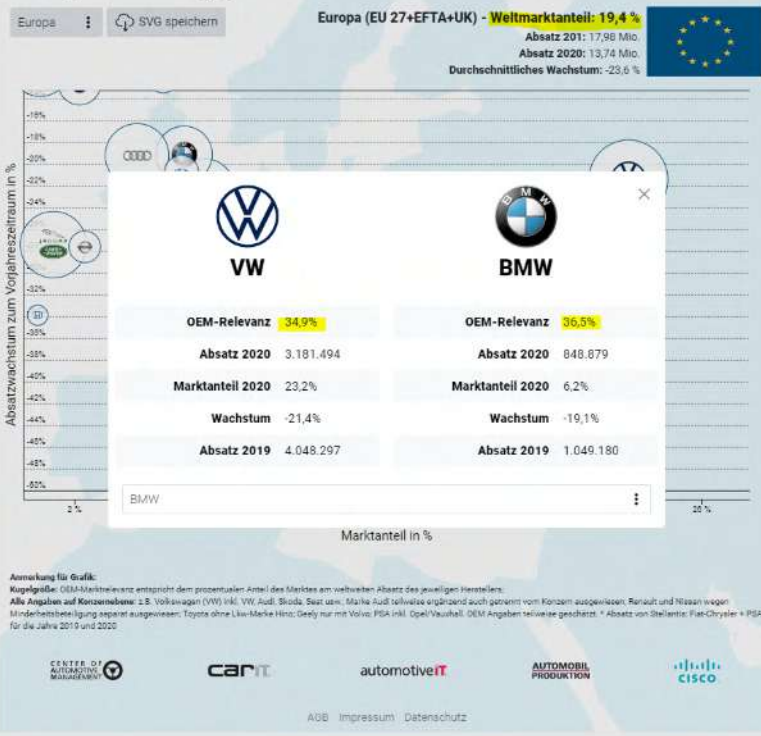 Europa
SVG speichern
Europa (EU 27+EFTA+UK) - Weltmarktanteil: 19,4 %
Absatz 201: 17,98 Mio.
Absatz 2020: 13,74 Mio.
Durchschnittliches Wachstum: -23,6 %
Absatzwachstum zum Vorjahreszeitraum in %
-16%
-18%
-20%
-22%
-24%
-32%
-35%
-38%
-40%
-42%
-44%
-45%
-48%
-50%
VW
BMW
OEM-Relevanz 34,9%
OEM-Relevanz 36,5%
Absatz 2020 3.181.494
Absatz 2020 848.879
Marktanteil 2020 23,2%
Marktanteil 2020 6,2%
Wachstum -21,4%
Wachstum -19,1%
Absatz 2019 4.048.297
Absatz 2019 1.049.180
BMW
2 %
20 %
Marktanteil in %
Anmerkung für Grafik:
Kugelgröße: OEM-Marktrelevanz entspricht dem prozentualen Anteil des Marktes am weltweiten Absatz des jeweiligen Herstellers;
Alle Angaben auf Konzernebene: z.B. Volkswagen (VW) inkl. VW, Audi, Skoda, Seat usw.; Marke Audi teilweise ergänzend auch getrennt vom Konzern ausgewiesen; Renault und Nissan wegen
Minderheitsbeteiligung separat ausgewiesen; Toyota ohne Lkw-Marke Hino; Geely nur mit Volvo; PSA inkl. Opel/Vauxhall. OEM Angaben teilweise geschätzt. * Absatz von Stellantis: Fiat-Chrysler + PSA
für die Jahre 2019 und 2020
CENTER OF
AUTOMOTIVE
MANAGEMENT
carIT
automotiveIT
AUTOMOBIL
PRODUKTION
CISCO
AGB Impressum Datenschutz